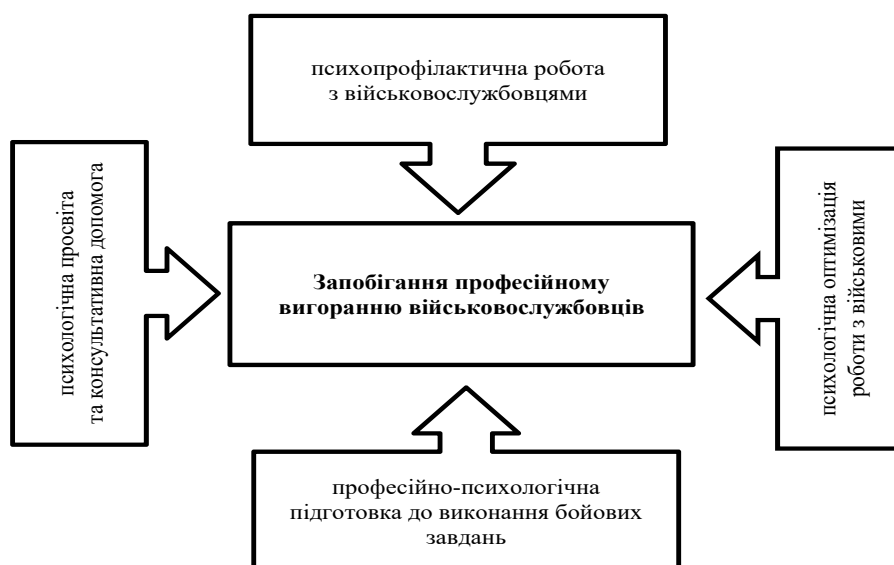 психопрофілактична робота
з військовослужбовцями
психологічна просвіта
та консультативна допомога
Запобігання професійному
вигоранню військовослужбовців
психологічна оптимізація
роботи з військовими
професійно-психологічна
підготовка до виконання бойових
завдань